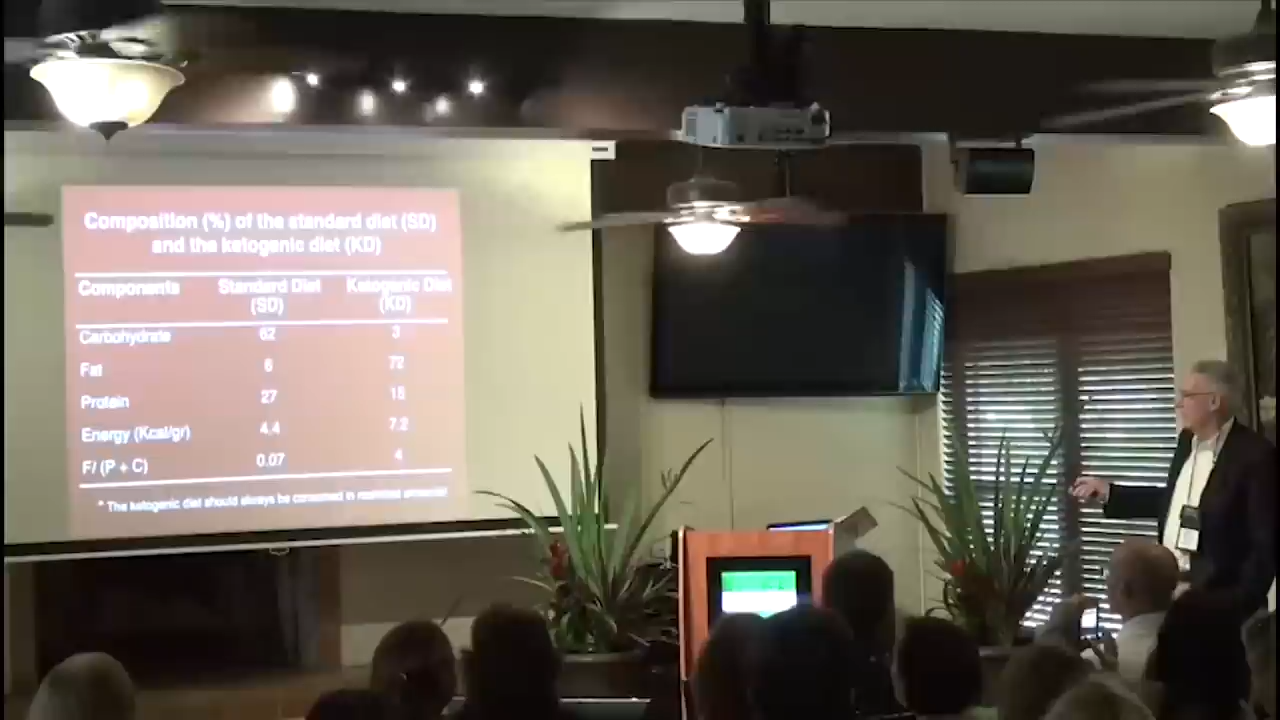 Composition (%) of the standard diet (SD)
and the ketogenic diet (KD)
Components Standard Diet (SD) Ketogenic Diet (KD)
Carbohydrate 62 3
Fat 6 72
Protein 27 15
Energy (Kcal/gr) 4.4 7.2
F/ (P + C) 0.07 4
* The ketogenic diet should always be consumed in restricted amounts!